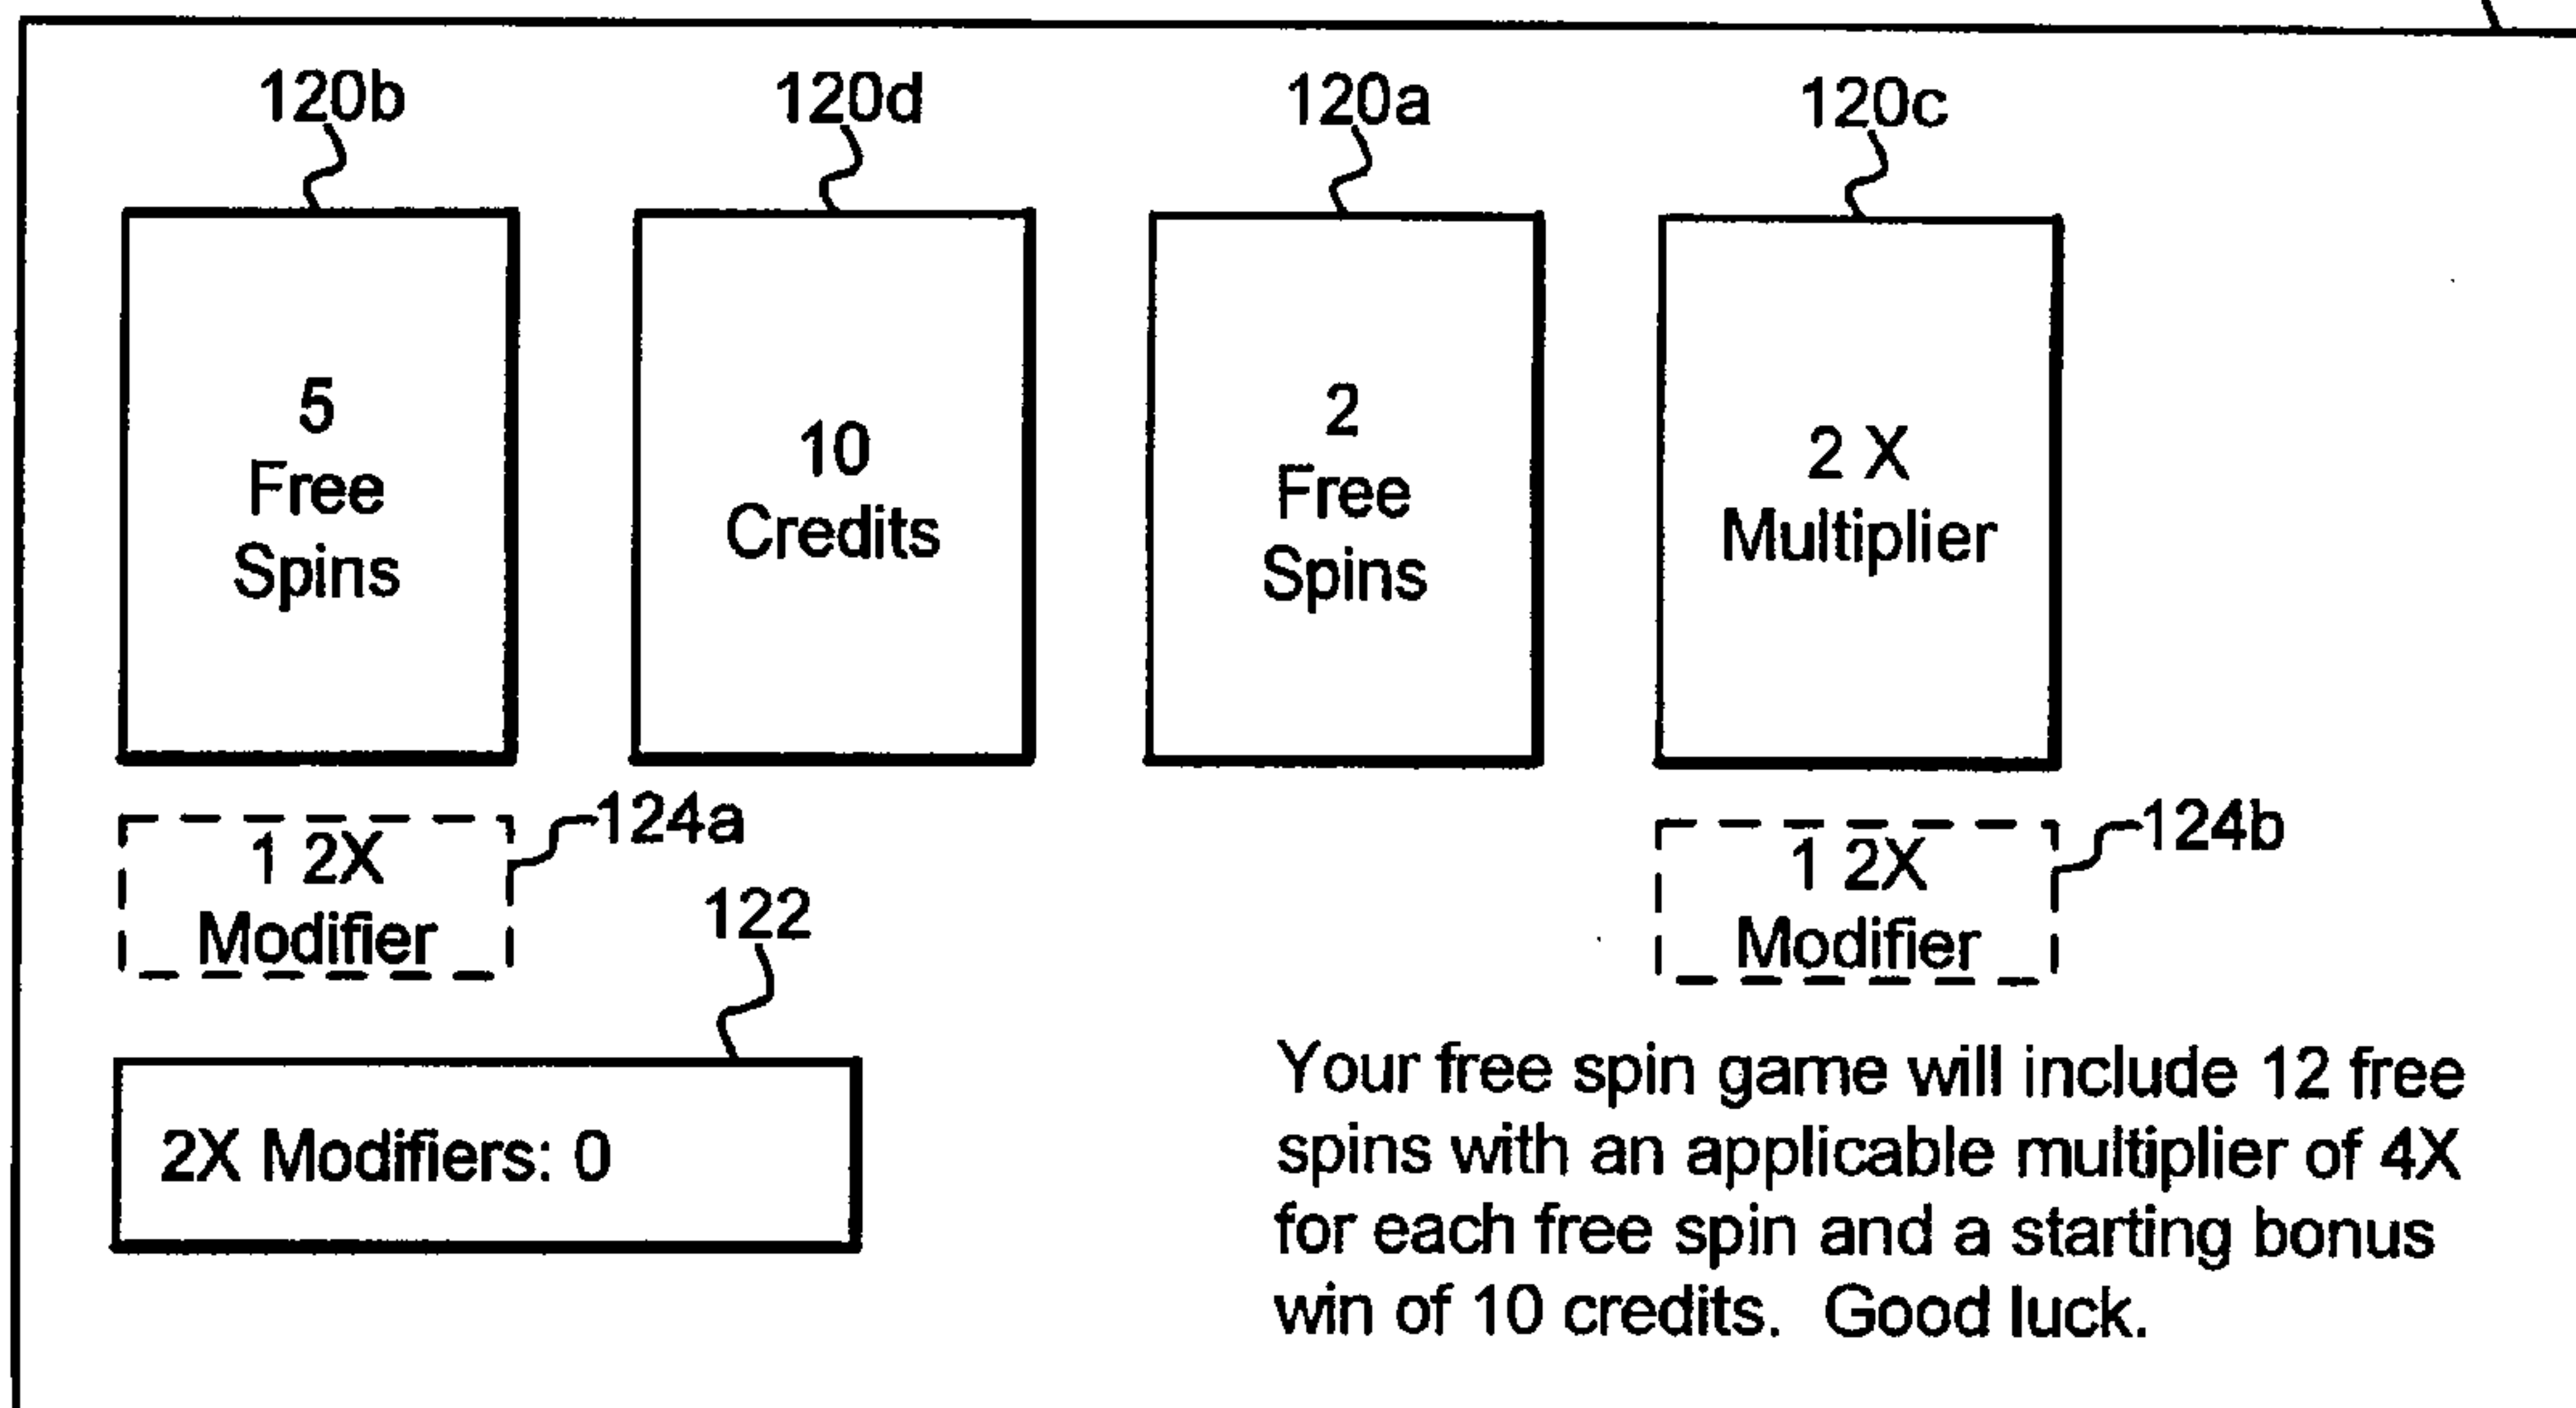 120b
120d
120a
120c
5
Free
Spins
10
Credits
2
Free
Spins
2 X
Multiplier
1 2X
Modifier
124a
1 2X
Modifier
124b
122
2X Modifiers: 0
Your free spin game will include 12 free
spins with an applicable multiplier of 4X
for each free spin and a starting bonus
win of 10 credits. Good luck.